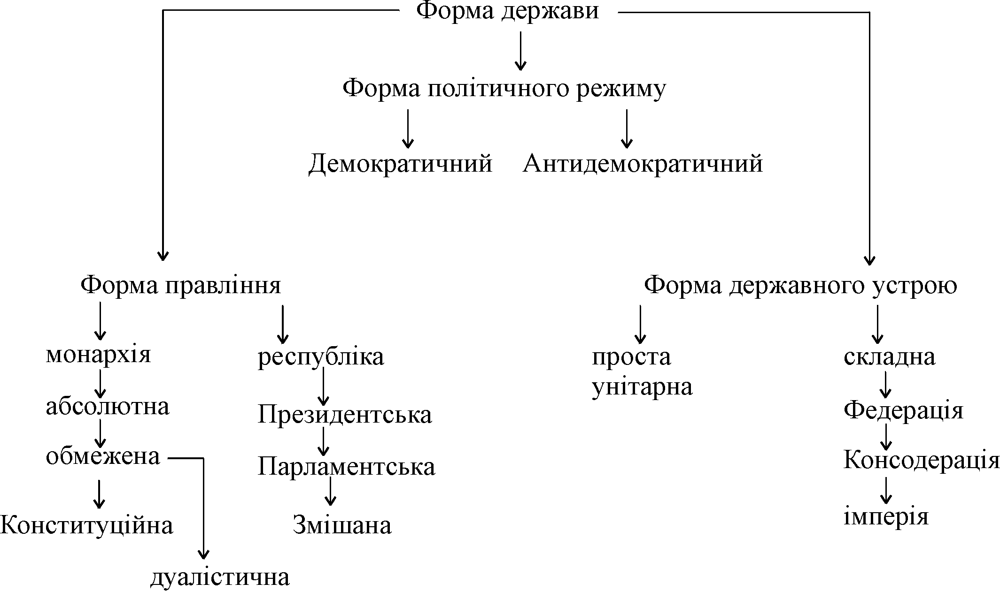 Форма держави
Форма політичного режиму
Демократичний Антидемократичний
Форма правління Форма державного устрою
монархія республіка проста складна
унітарна
абсолютна Президентська Федерація
обмежена Парламентська Консодерація
Конституційна Змішана імперія
дуалістична